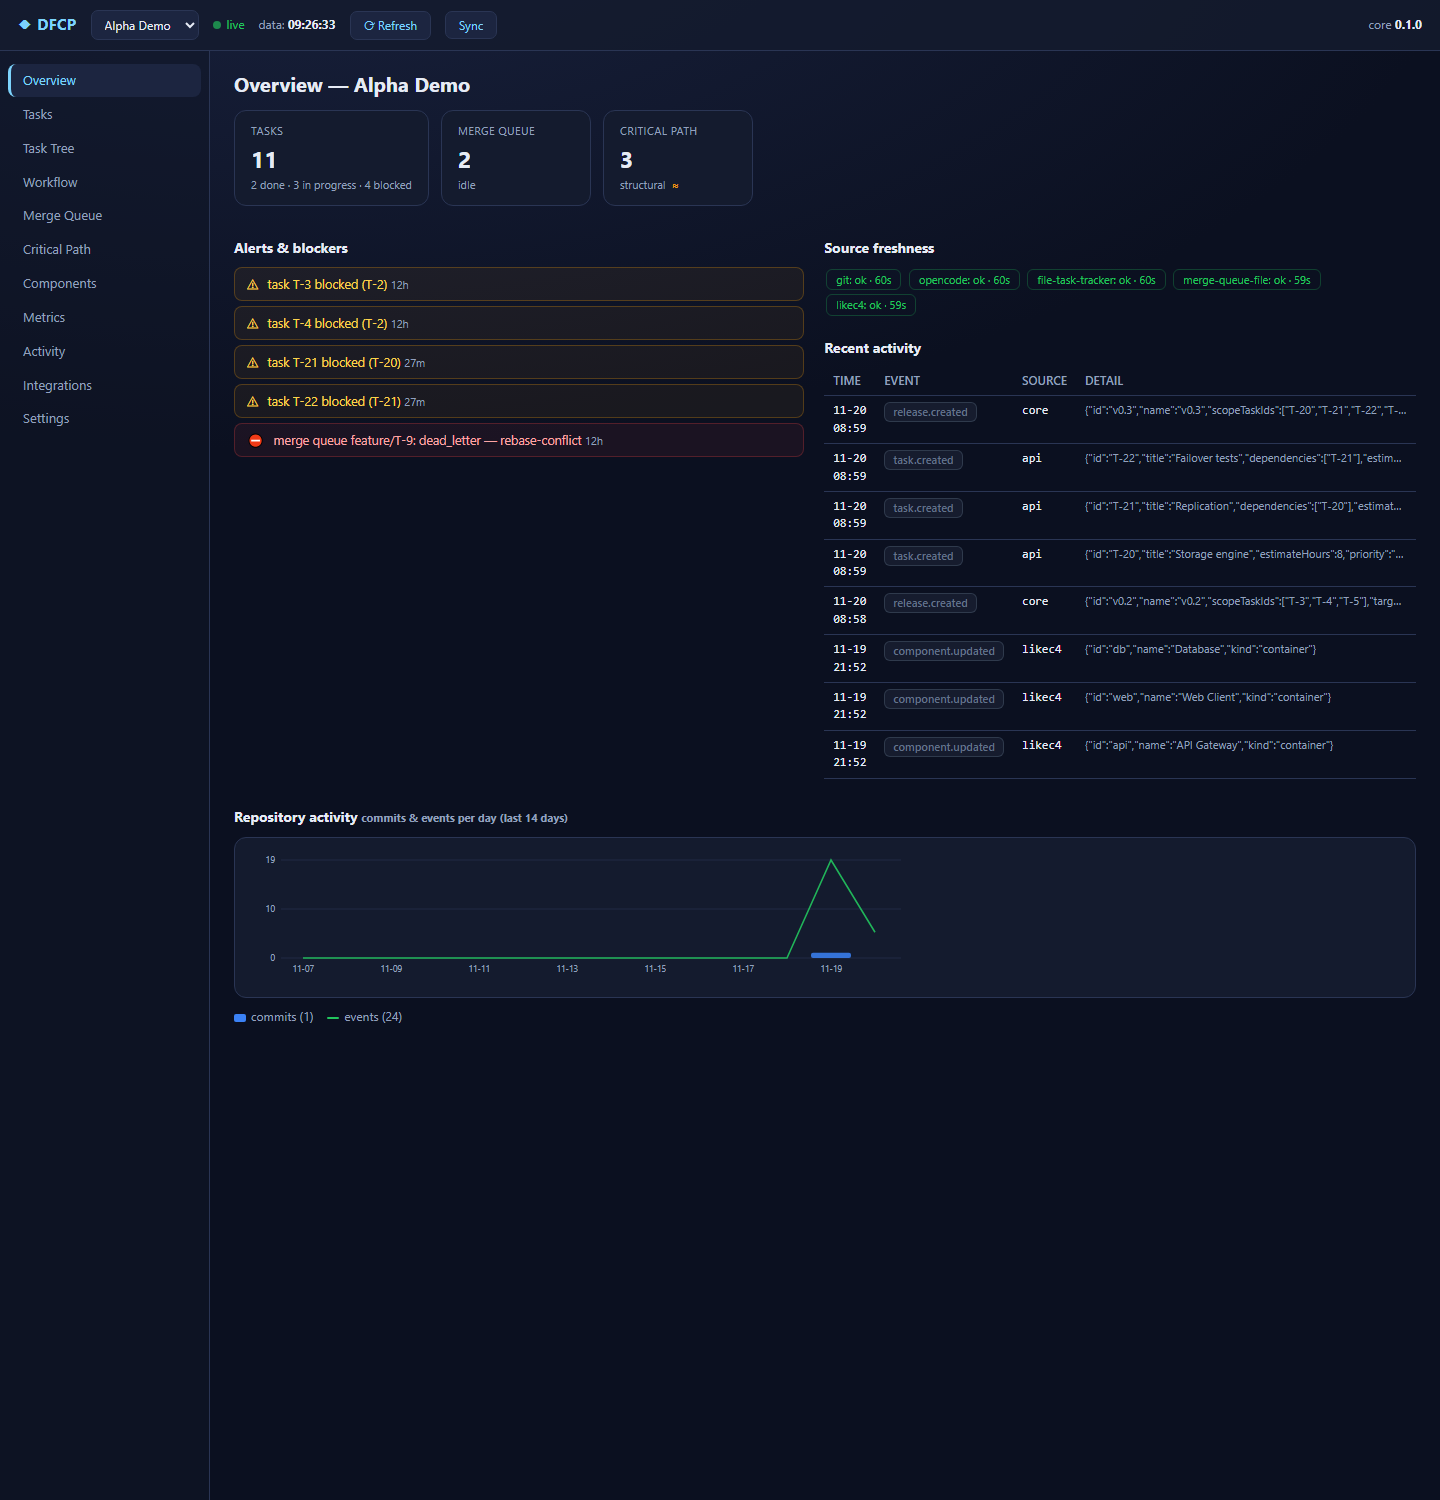 DFCP
Alpha Demo
live
data: 09:26:33
Refresh
Sync
core 0.1.0
Overview
Tasks
Task Tree
Workflow
Merge Queue
Critical Path
Components
Metrics
Activity
Integrations
Settings
Overview — Alpha Demo
TASKS
11
2 done · 3 in progress · 4 blocked
MERGE QUEUE
2
idle
CRITICAL PATH
3
structural ≈
Alerts & blockers
task T-3 blocked (T-2) 12h
task T-4 blocked (T-2) 12h
task T-21 blocked (T-20) 27m
task T-22 blocked (T-21) 27m
merge queue feature/T-9: dead_letter — rebase-conflict 12h
Source freshness
git: ok · 60s
opencode: ok · 60s
file-task-tracker: ok · 60s
merge-queue-file: ok · 59s
likec4: ok · 59s
Recent activity
TIME EVENT SOURCE DETAIL
11-20 08:59 release.created core {"id":"v0.3","name":"v0.3","scopeTaskIds":["T-20","T-21","T-22","T-…
11-20 08:59 task.created api {"id":"T-22","title":"Failover tests","dependencies":["T-21"],"estim…
11-20 08:59 task.created api {"id":"T-21","title":"Replication","dependencies":["T-20"],"estimat…
11-20 08:59 task.created api {"id":"T-20","title":"Storage engine","estimateHours":8,"priority":"…
11-20 08:58 release.created core {"id":"v0.2","name":"v0.2","scopeTaskIds":["T-3","T-4","T-5"],"targ…
11-19 21:52 component.updated likec4 {"id":"db","name":"Database","kind":"container"}
11-19 21:52 component.updated likec4 {"id":"web","name":"Web Client","kind":"container"}
11-19 21:52 component.updated likec4 {"id":"api","name":"API Gateway","kind":"container"}
Repository activity commits & events per day (last 14 days)
19
10
0
11-07 11-09 11-11 11-13 11-15 11-17 11-19
commits (1) events (24)